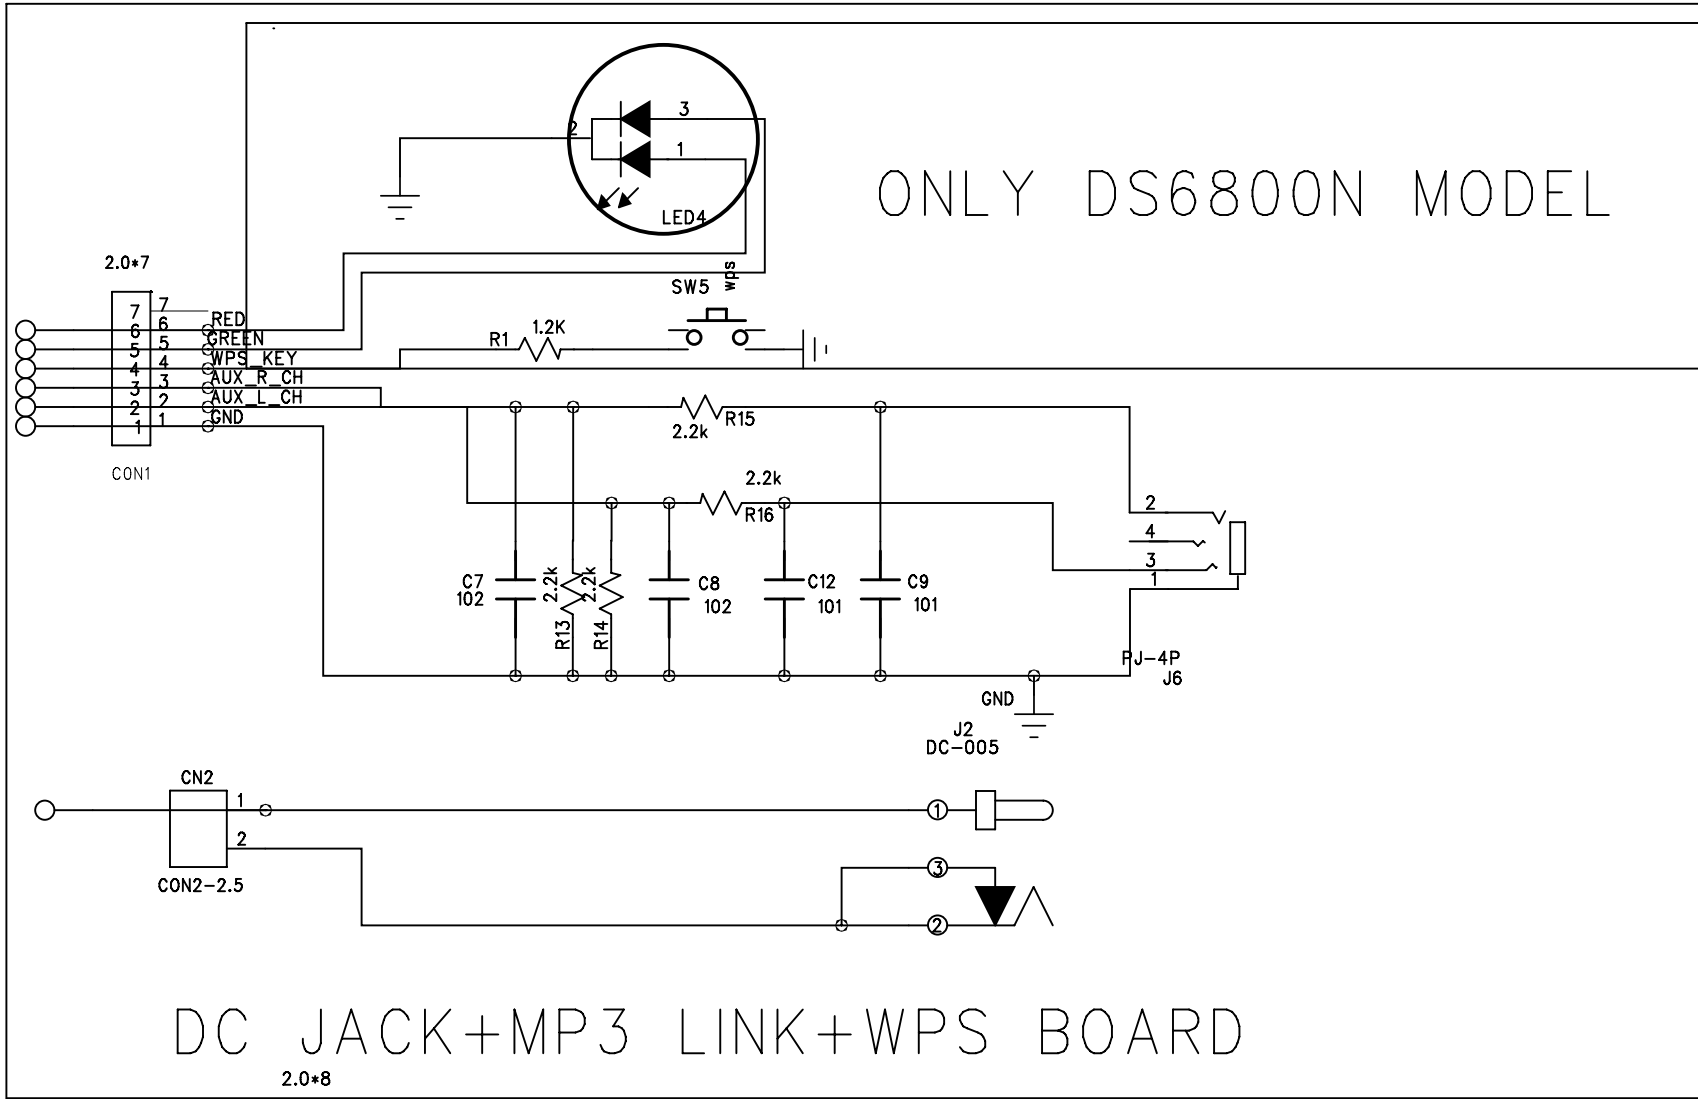 3
2
1
LED4
ONLY DS6800N MODEL
2.0*7
SW5
wps
7 7
6 6 RED
5 5 GREEN
4 4 WPS_KEY
3 3 AUX_R_CH
2 2 AUX_L_CH
1 1 GND
CON1
R1 1.2K
R15
2.2k
2.2k
R16
2
4
3
1
C7
102
2.2k
R13
2.2k
R14
C8
102
C12
101
C9
101
PJ-4P
J6
GND
J2
DC-005
CN2
1
2
CON2-2.5
1
3
2
DC JACK+MP3 LINK+WPS BOARD
2.0*8